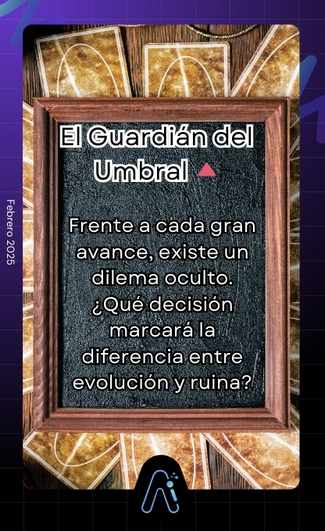 El Guardián del
Umbral 🔺
Frente a cada gran
avance, existe un
dilema oculto.
¿Qué decisión
marcará la
diferencia entre
evolución y ruina?
Febrero 2025